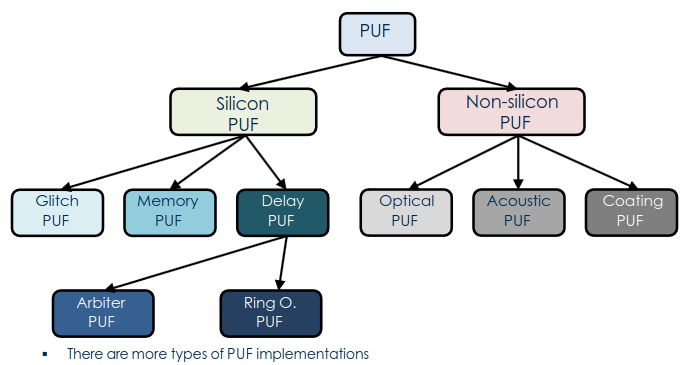 PUF
Silicon
PUF
Non-silicon
PUF
Glitch
PUF
Memory
PUF
Delay
PUF
Optical
PUF
Acoustic
PUF
Coating
PUF
Arbiter
PUF
Ring O.
PUF
▪ There are more types of PUF implementations